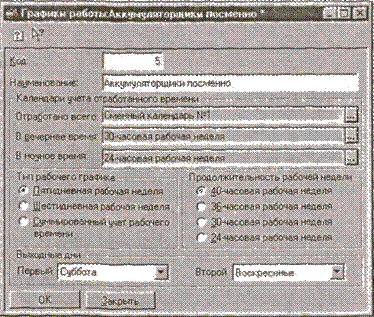 Графики работы:Аккумуляторщики посменно *
Код: 5
Наименование: Аккумуляторщики посменно
Календари учета отработанного времени
Отработано всего: Сменный календарь №1 ...
В вечернее время: 30-часовая рабочая неделя ...
В ночное время: 24-часовая рабочая неделя ...
Тип рабочего графика
Пятидневная рабочая неделя
Шестидневная рабочая неделя
Суммированный учет рабочего
времени
Продолжительность рабочей недели
40-часовая рабочая неделя
36-часовая рабочая неделя
30-часовая рабочая неделя
24-часовая рабочая неделя
Выходные дни
Первый: Суббота Второй: Воскресенье
OK Закрыть